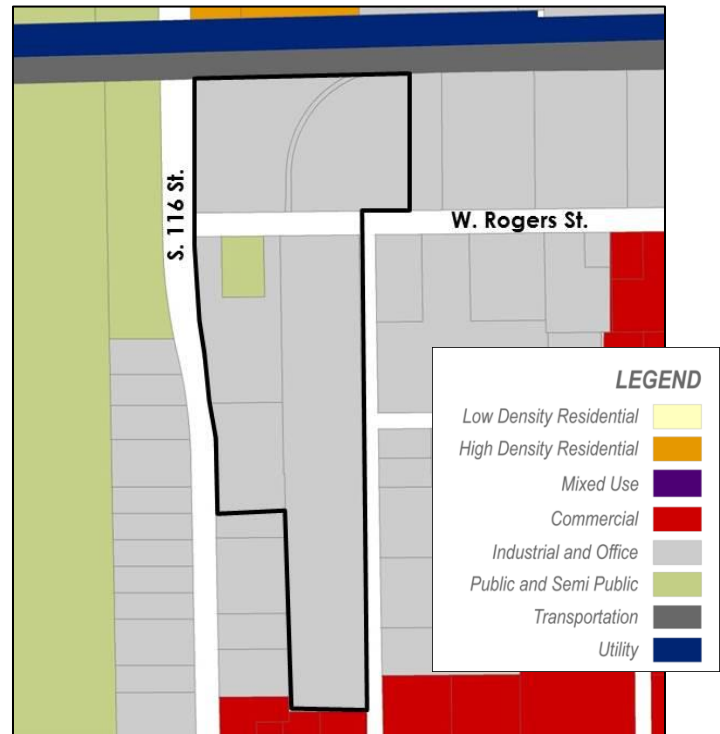 S. 116 St.
W. Rogers St.
LEGEND
Low Density Residential
High Density Residential
Mixed Use
Commercial
Industrial and Office
Public and Semi Public
Transportation
Utility